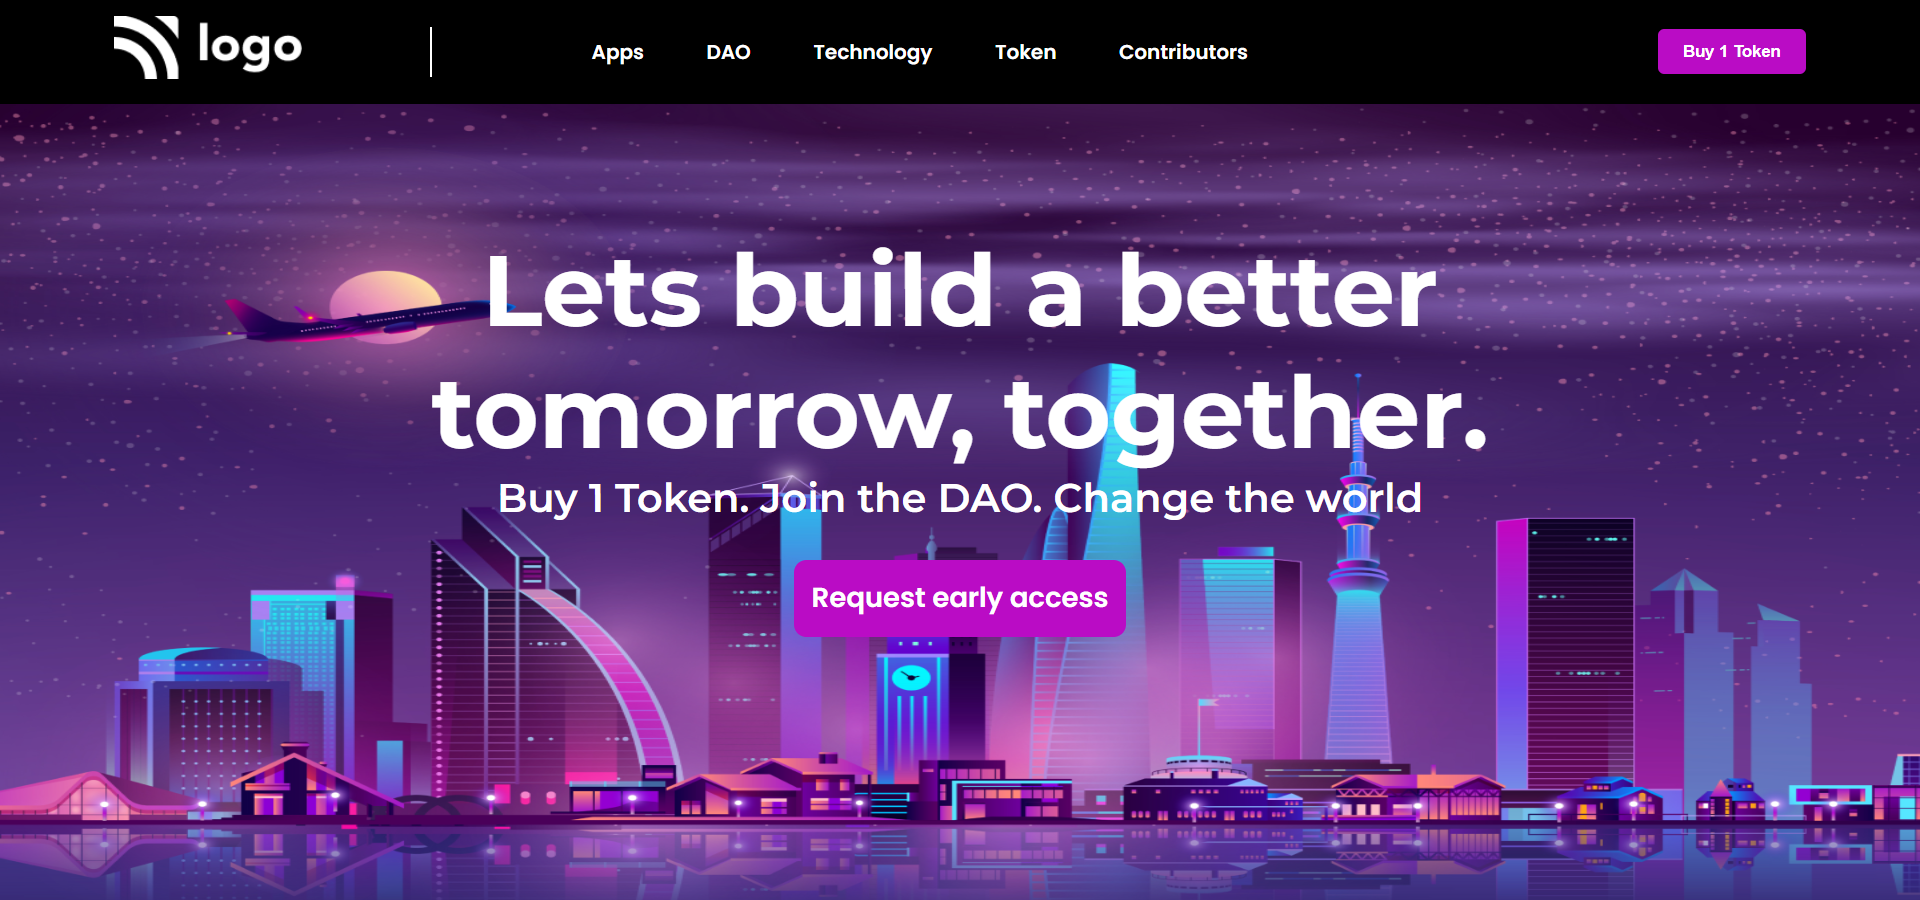 logo
Apps
DAO
Technology
Token
Contributors
Buy 1 Token
Lets build a better
tomorrow, together.
Buy 1 Token. Join the DAO. Change the world
Request early access